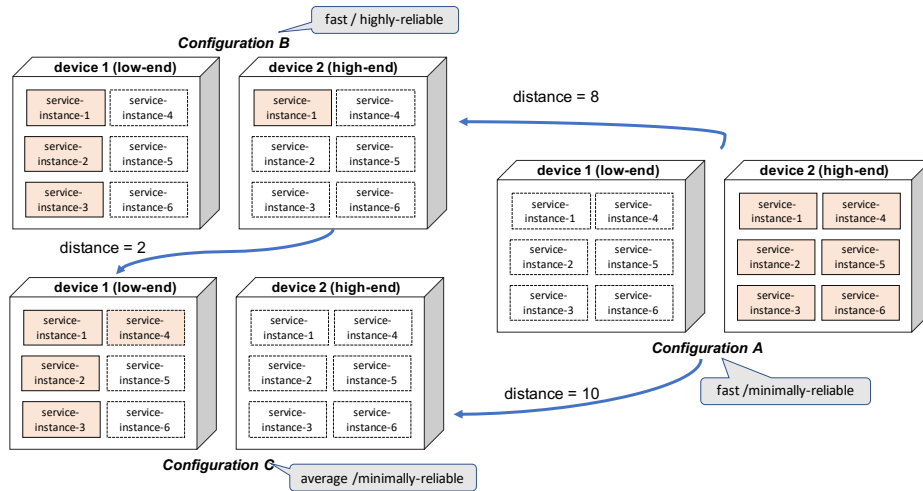 fast / highly-reliable
Configuration B
device 1 (low-end)
service-
instance-1
service-
instance-4
service-
instance-2
service-
instance-5
service-
instance-3
service-
instance-6
device 2 (high-end)
service-
instance-1
service-
instance-4
service-
instance-2
service-
instance-5
service-
instance-3
service-
instance-6
distance = 8
device 1 (low-end)
service-
instance-1
service-
instance-4
service-
instance-2
service-
instance-5
service-
instance-3
service-
instance-6
device 2 (high-end)
service-
instance-1
service-
instance-4
service-
instance-2
service-
instance-5
service-
instance-3
service-
instance-6
Configuration A
fast /minimally-reliable
distance = 2
device 1 (low-end)
service-
instance-1
service-
instance-4
service-
instance-2
service-
instance-5
service-
instance-3
service-
instance-6
device 2 (high-end)
service-
instance-1
service-
instance-4
service-
instance-2
service-
instance-5
service-
instance-3
service-
instance-6
distance = 10
Configuration C
average /minimally-reliable